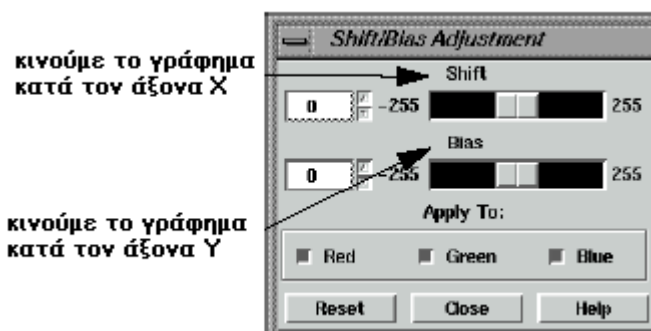 Shift/Bias Adjustment
κινούμε το γράφημα
κατά τον άξονα X
Shift
0 -255 255
Bias
0 -255 255
κινούμε το γράφημα
κατά τον άξονα Y
Apply To:
Red Green Blue
Reset Close Help